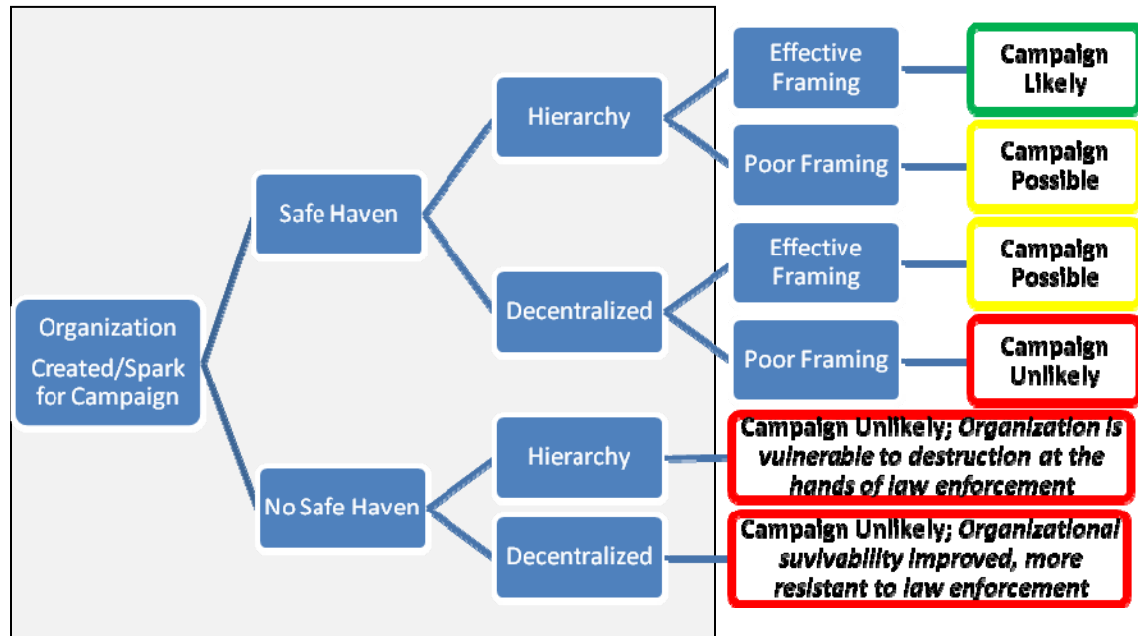 Organization
Created/Spark
for Campaign
Safe Haven
Hierarchy
Effective
Framing
Campaign
Likely
Poor Framing
Campaign
Possible
Decentralized
Effective
Framing
Campaign
Possible
Poor Framing
Campaign
Unlikely
No Safe Haven
Hierarchy
Campaign Unlikely; Organization is
vulnerable to destruction at the
hands of law enforcement
Decentralized
Campaign Unlikely; Organizational
suvivability improved, more
resistant to law enforcement